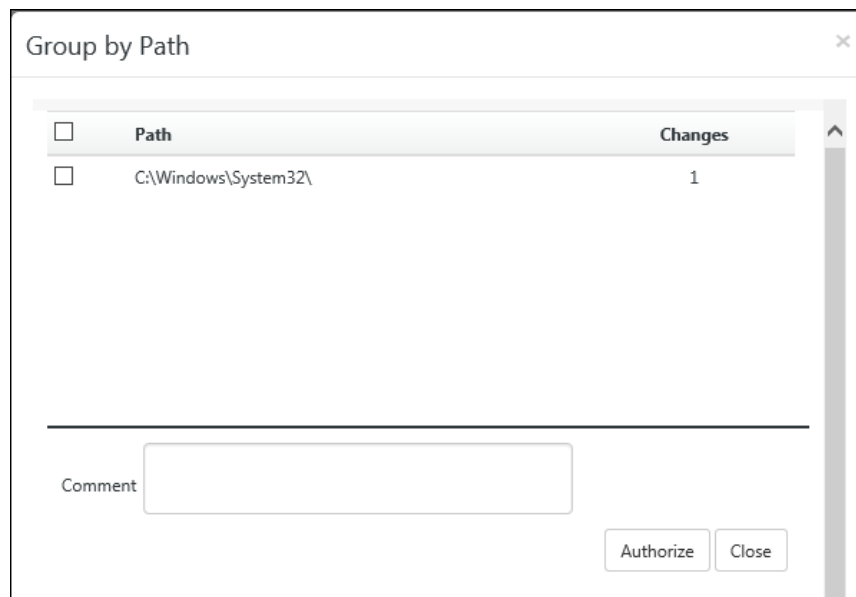 Group by Path
×
Path Changes
C:\Windows\System32\ 1
Comment
Authorize Close